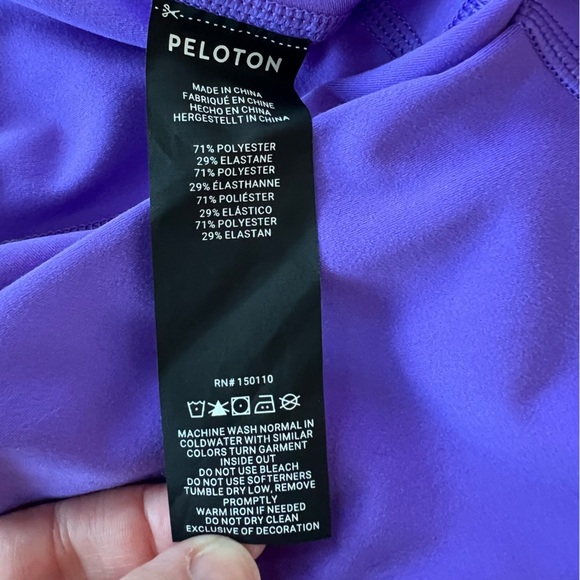 PELOTON
MADE IN CHINA
FABRIQUÉ EN CHINE
HECHO EN CHINA
HERGESTELLT IN CHINA
71% POLYESTER
29% ELASTANE
71% POLYESTER
29% ÉLASTHANNE
71% POLIÉSTER
29% ELÁSTICO
71% POLYESTER
29% ELASTAN
RN# 150110
MACHINE WASH NORMAL IN
COLDWATER WITH SIMILAR
COLORS TURN GARMENT
INSIDE OUT
DO NOT USE BLEACH
DO NOT USE SOFTERNERS
TUMBLE DRY LOW, REMOVE
PROMPTLY
WARM IRON IF NEEDED
DO NOT DRY CLEAN
EXCLUSIVE OF DECORATION